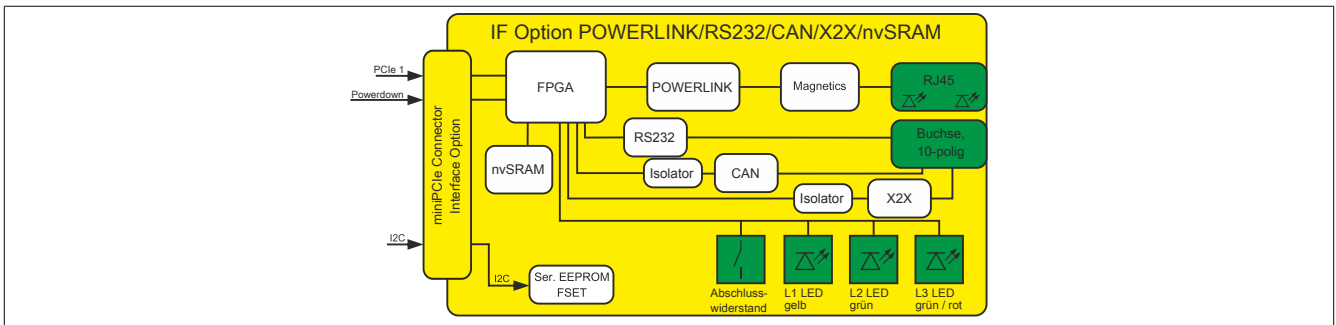 IF Option POWERLINK/RS232/CAN/X2X/nvSRAM
PCIe 1
Powerdown
I2C
miniPCIe Connector
Interface Option
FPGA
POWERLINK
Magnetics
RJ45
RS232
Buchse,
10-polig
nvSRAM
Isolator
CAN
Isolator
X2X
I2C
Ser. EEPROM
FSET
Abschluss-
widerstand
L1 LED
gelb
L2 LED
grün
L3 LED
grün / rot